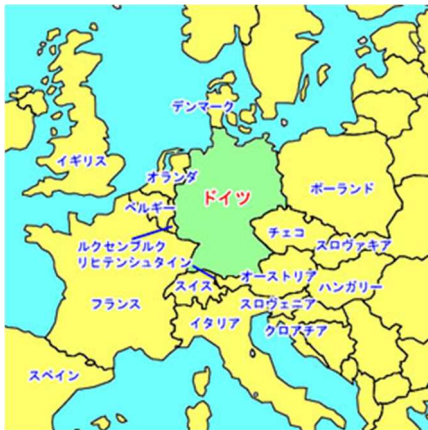 デンマーク
イギリス
オランダ
ドイツ
ポーランド
ベルギー
チェコ
ルクセンブルク
スロヴァキア
リヒテンシュタイン
オーストリア
スイス
ハンガリー
フランス
スロヴェニア
イタリア
クロアチア
スペイン